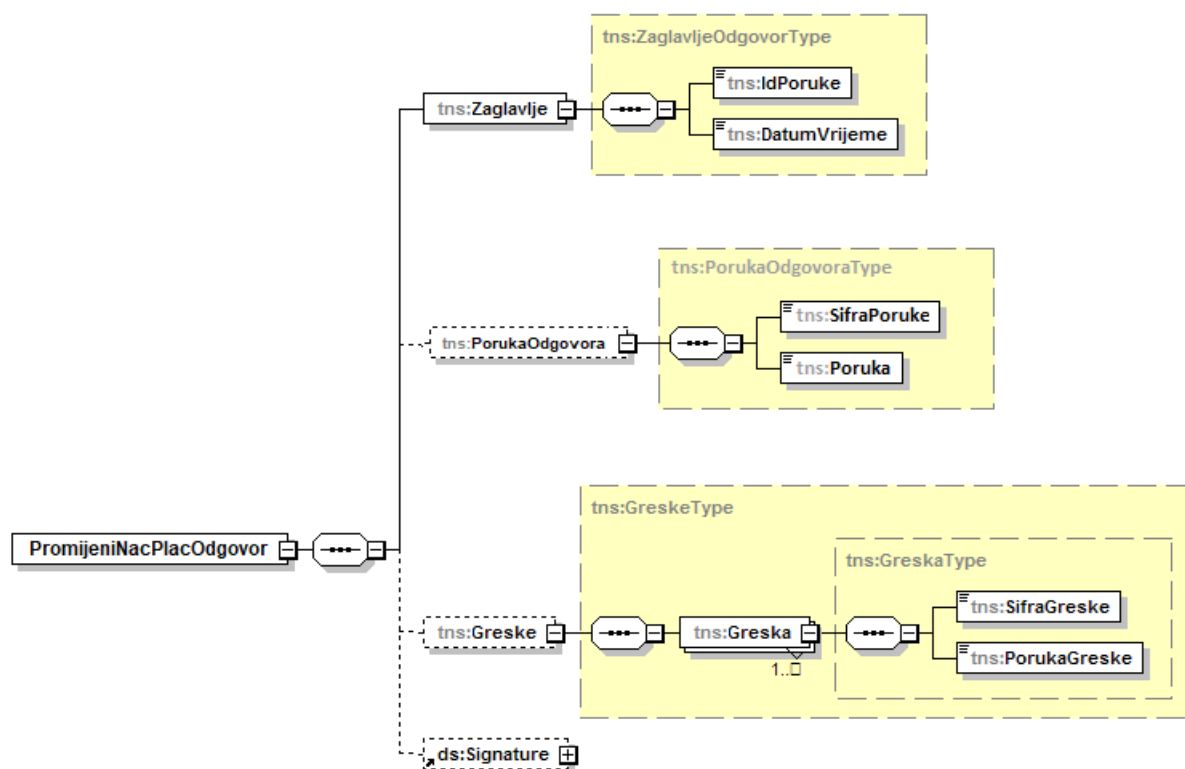 tns:ZaglavljeOdgovorType
tns:IdPoruke
tns:Zaglavlje
tns:DatumVrijeme
tns:PorukaOdgovoraType
tns:SifraPoruke
tns:PorukaOdgovora
tns:Poruka
tns:GreskeType
PromijeniNacPlacOdgovor
tns:GreskaType
tns:SifraGreske
tns:Greske
tns:Greska
tns:PorukaGreske
1..□
ds:Signature